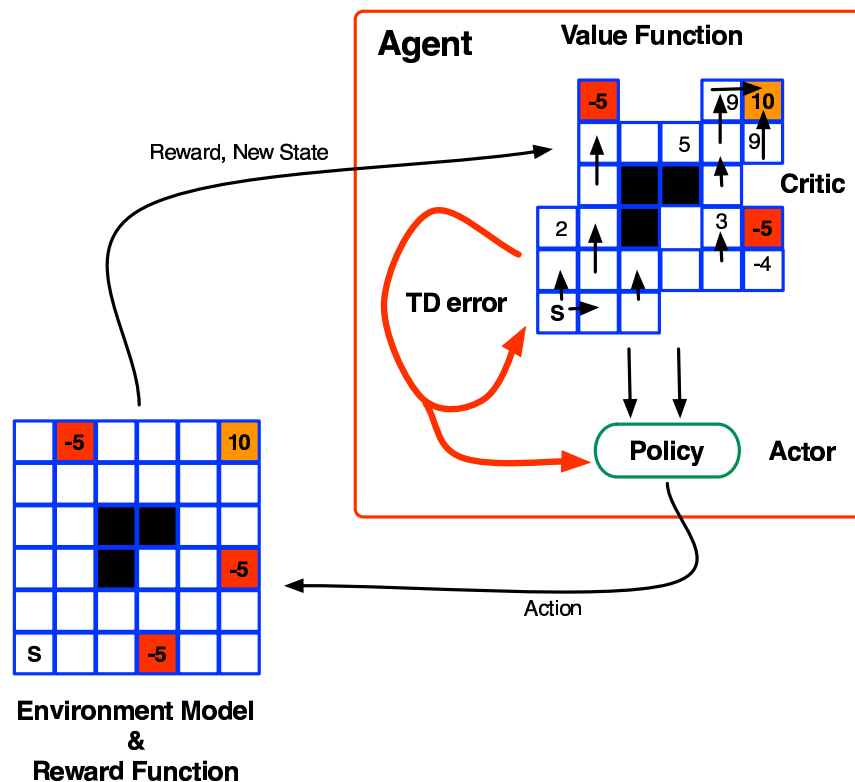 Agent
Value Function
-5
9
10
5
9
Reward, New State
Critic
2
3
-5
-4
TD error
S
-5
10
Policy
Actor
-5
Action
S
-5
Environment Model
&
Reward Function